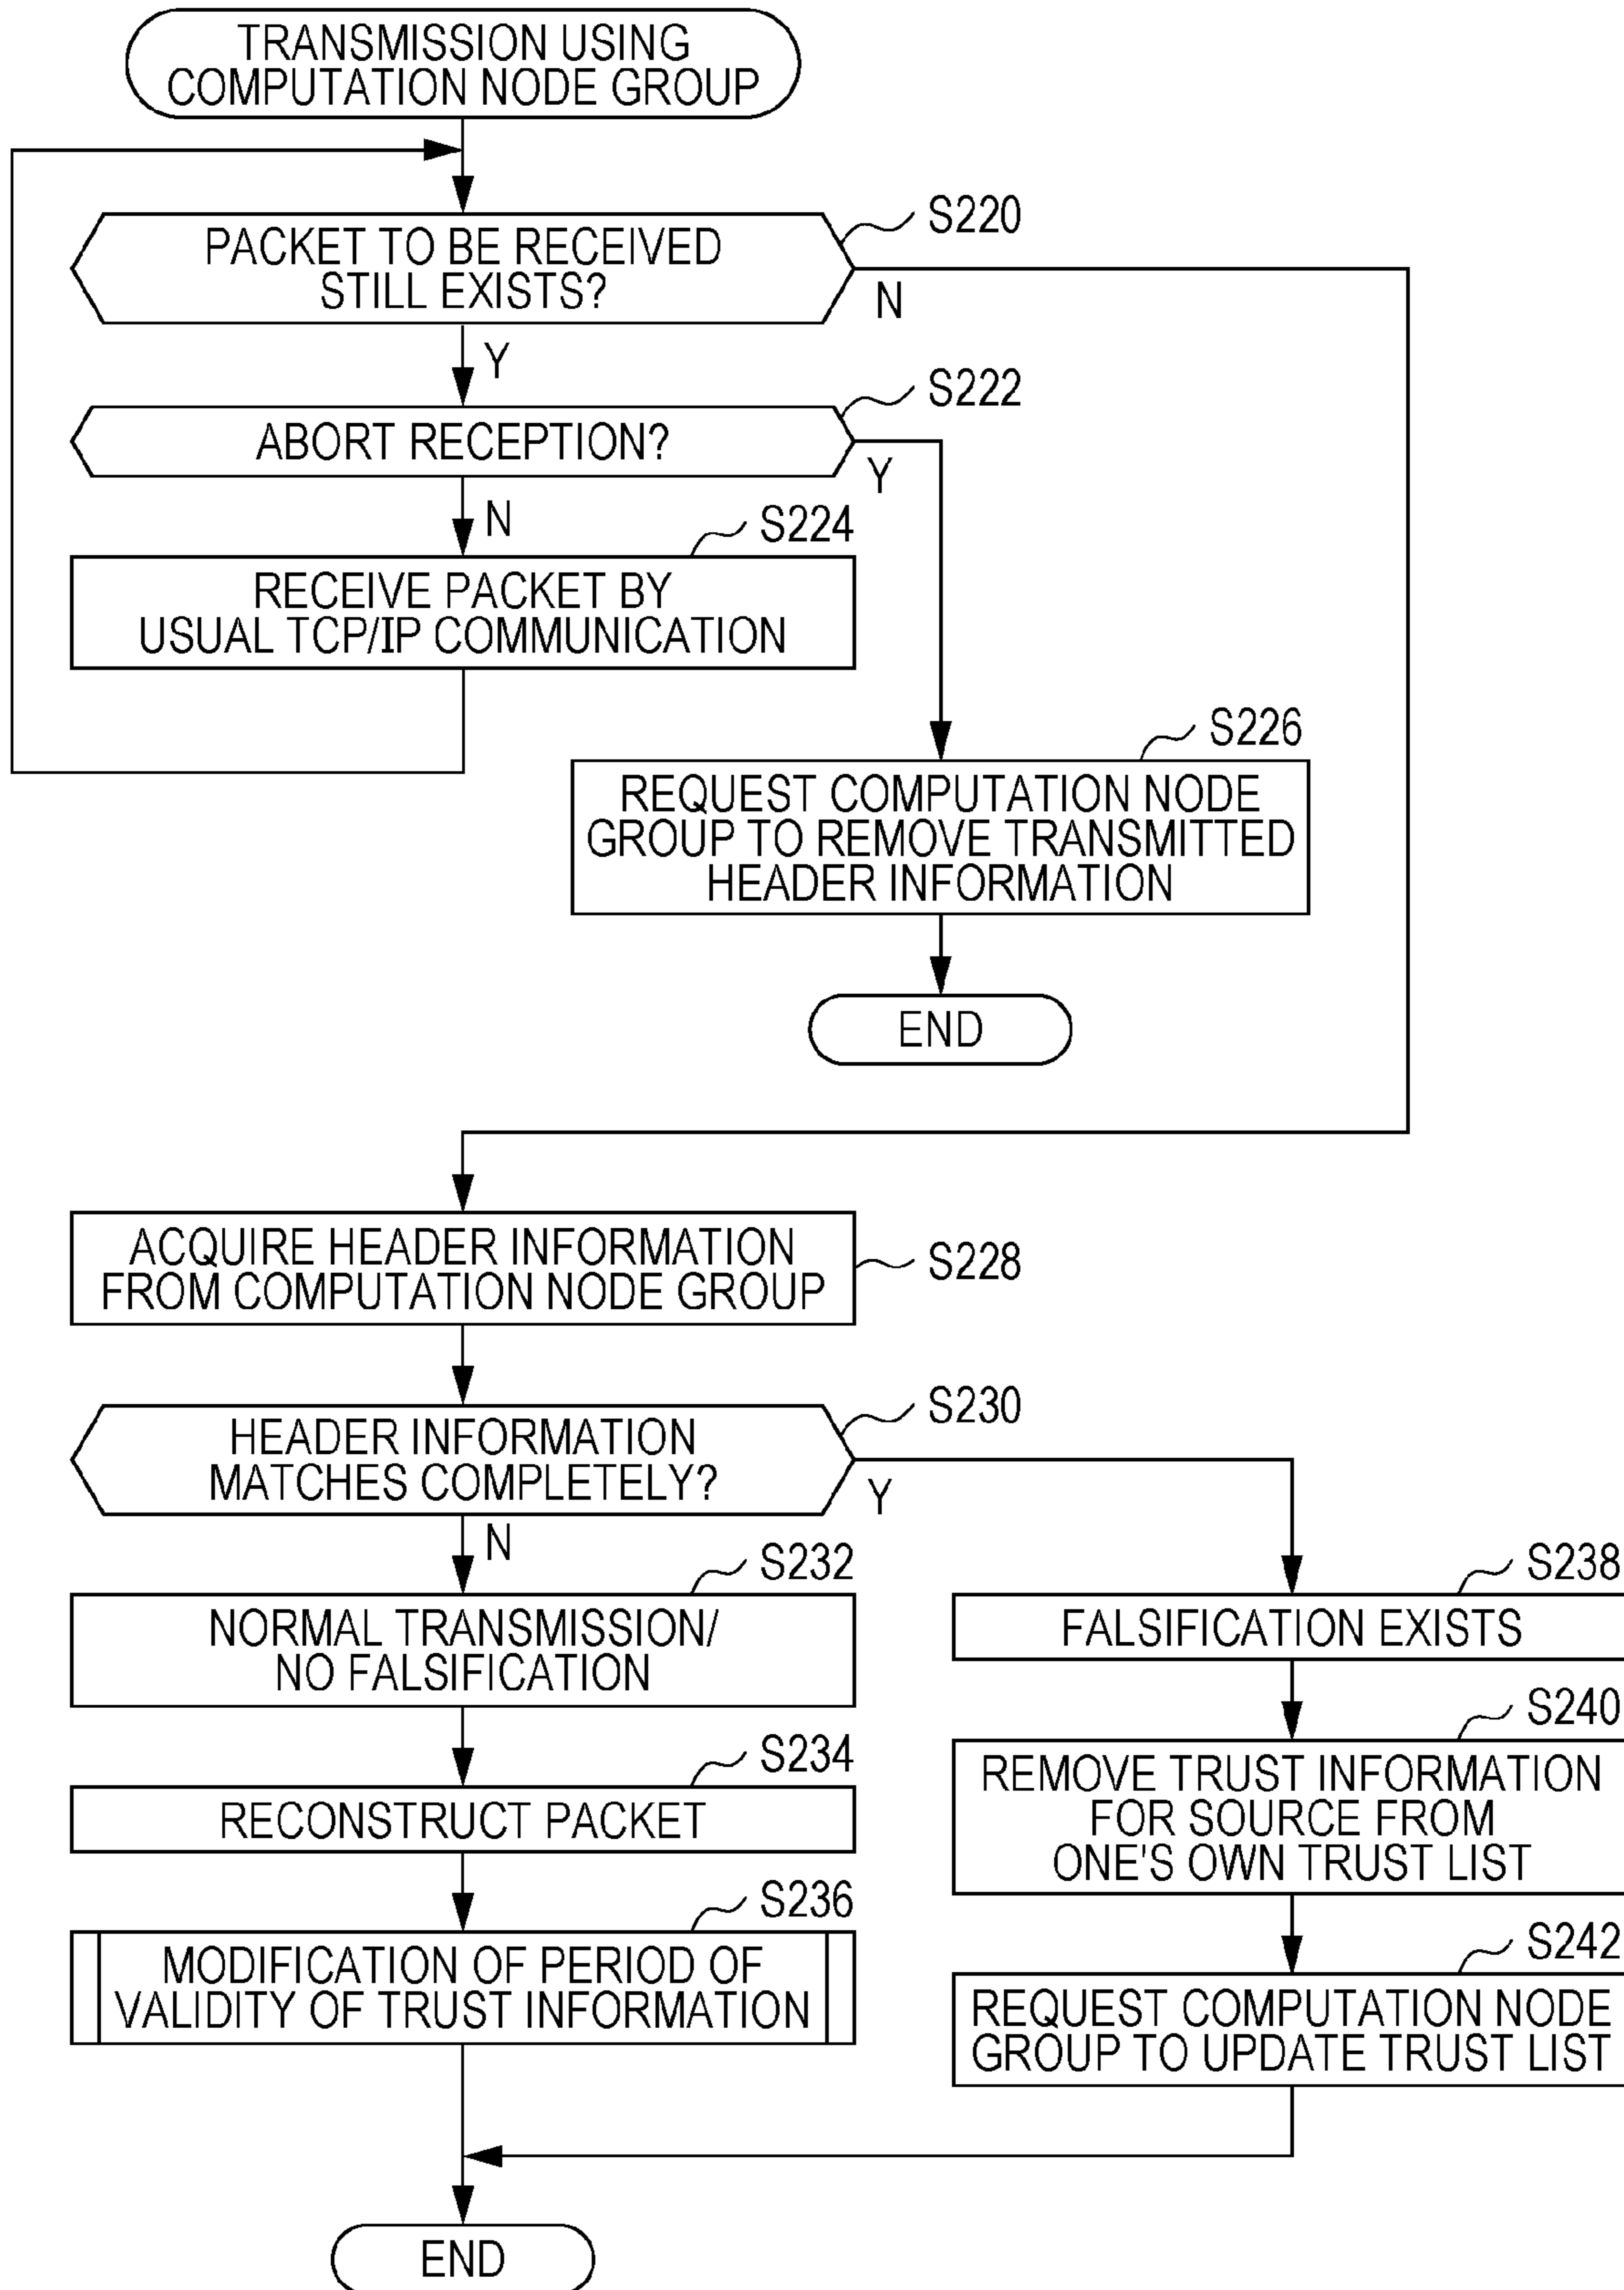 TRANSMISSION USING
COMPUTATION NODE GROUP
S220
PACKET TO BE RECEIVED
STILL EXISTS?
N
Y
S222
ABORT RECEPTION?
Y
N
S224
RECEIVE PACKET BY
USUAL TCP/IP COMMUNICATION
S226
REQUEST COMPUTATION NODE
GROUP TO REMOVE TRANSMITTED
HEADER INFORMATION
END
ACQUIRE HEADER INFORMATION
FROM COMPUTATION NODE GROUP
S228
S230
HEADER INFORMATION
MATCHES COMPLETELY?
Y
N
S232
NORMAL TRANSMISSION/
NO FALSIFICATION
S234
RECONSTRUCT PACKET
S236
MODIFICATION OF PERIOD OF
VALIDITY OF TRUST INFORMATION
S238
FALSIFICATION EXISTS
S240
REMOVE TRUST INFORMATION
FOR SOURCE FROM
ONE'S OWN TRUST LIST
S242
REQUEST COMPUTATION NODE
GROUP TO UPDATE TRUST LIST
END